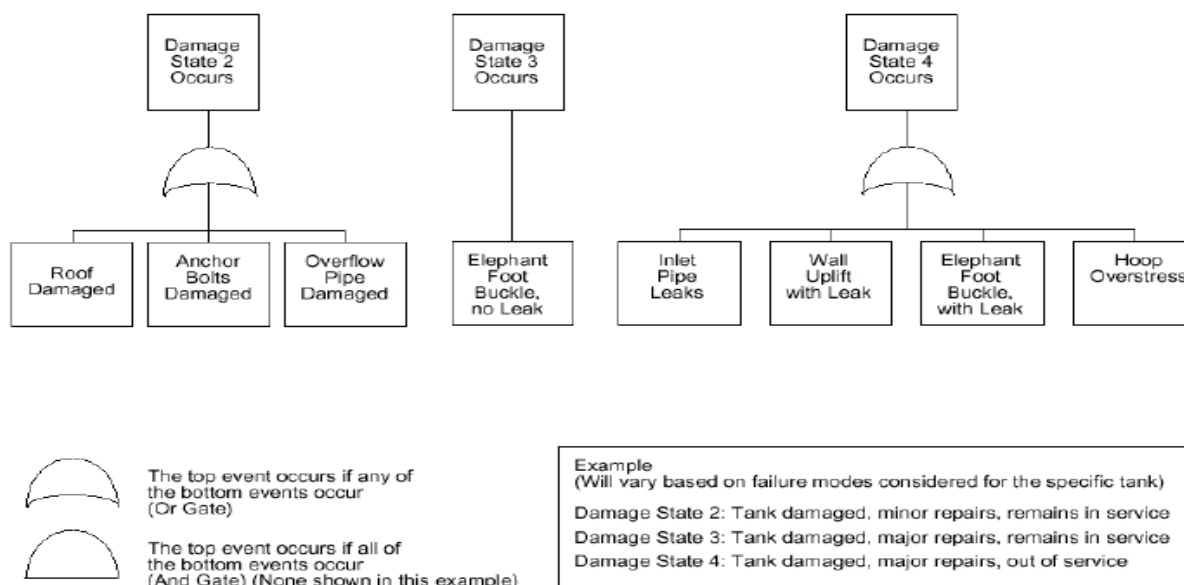 Damage
State 2
Occurs
Damage
State 3
Occurs
Damage
State 4
Occurs
Roof
Damaged
Anchor
Bolts
Damaged
Overflow
Pipe
Damaged
Elephant
Foot
Buckle,
no Leak
Inlet
Pipe
Leaks
Wall
Uplift
with Leak
Elephant
Foot
Buckle,
with Leak
Hoop
Overstress
The top event occurs if any of
the bottom events occur
(Or Gate)
The top event occurs if all of
the bottom events occur
(And Gate) (None shown in this example)
Example
(Will vary based on failure modes considered for the specific tank)
Damage State 2: Tank damaged, minor repairs, remains in service
Damage State 3: Tank damaged, major repairs, remains in service
Damage State 4: Tank damaged, major repairs, out of service